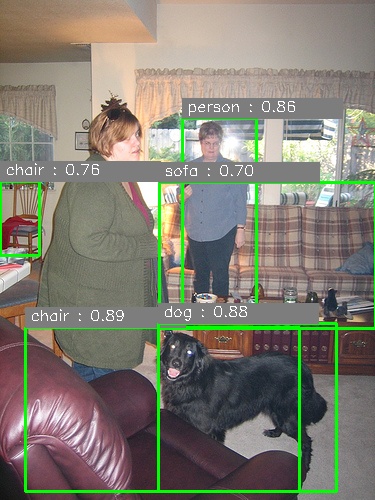 person : 0.86
chair : 0.76
sofa : 0.70
chair : 0.89
dog : 0.88